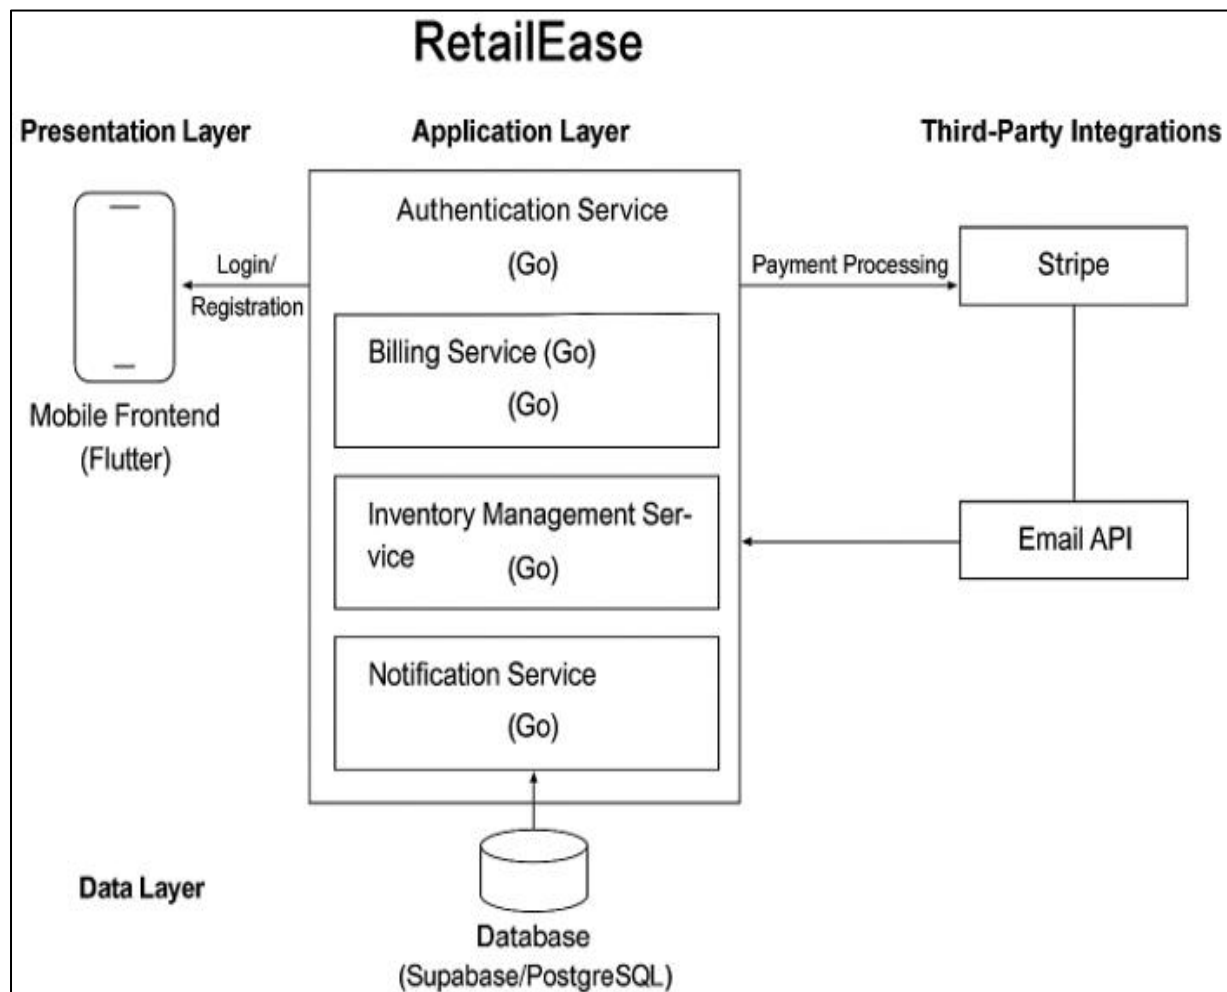 RetailEase
Presentation Layer
Application Layer
Third-Party Integrations
Login/
Registration
Mobile Frontend
(Flutter)
Authentication Service
(Go)
Billing Service (Go)
(Go)
Inventory Management Ser-
vice
(Go)
Notification Service
(Go)
Payment Processing
Stripe
Email API
Data Layer
Database
(Supabase/PostgreSQL)